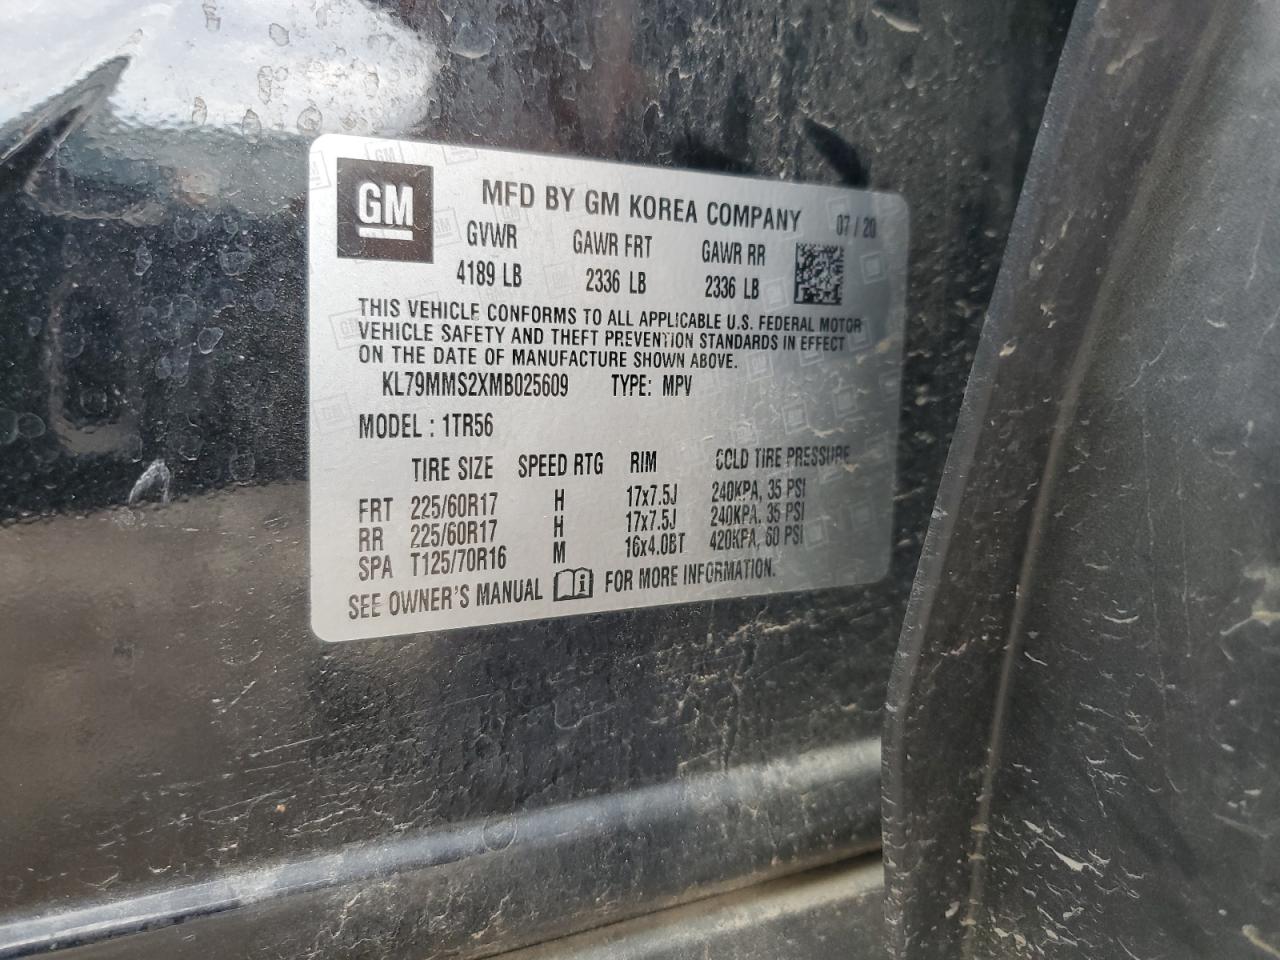 GM
MFD BY GM KOREA COMPANY 07 / 20
GVWR GAWR FRT GAWR RR
4189 LB 2336 LB 2336 LB
THIS VEHICLE CONFORMS TO ALL APPLICABLE U.S. FEDERAL MOTOR
VEHICLE SAFETY AND THEFT PREVENTION STANDARDS IN EFFECT
ON THE DATE OF MANUFACTURE SHOWN ABOVE.
KL79MMS2XMB025609 TYPE: MPV
MODEL : 1TR56
TIRE SIZE SPEED RTG RIM COLD TIRE PRESSURE
FRT 225/60R17 H 17x7.5J 240KPA, 35 PSI
RR 225/60R17 H 17x7.5J 240KPA, 35 PSI
SPA T125/70R16 M 16x4.0BT 420KPA, 60 PSI
SEE OWNER'S MANUAL FOR MORE INFORMATION.